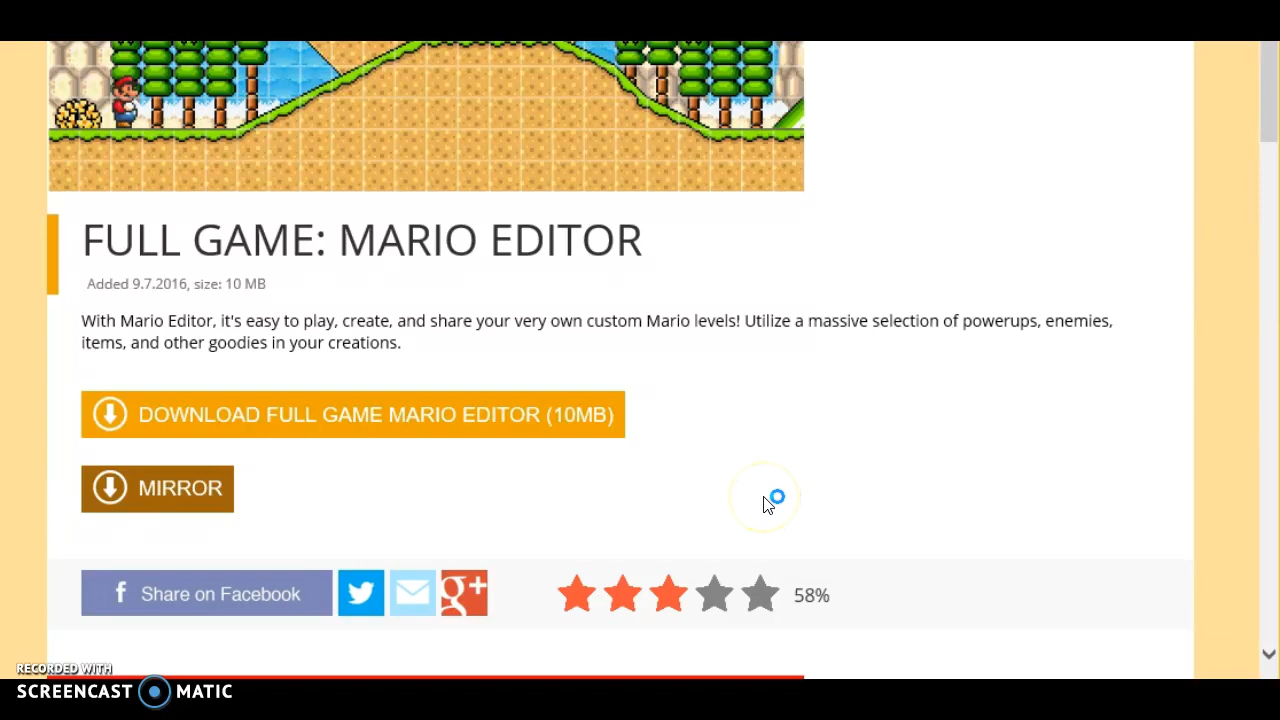 FULL GAME: MARIO EDITOR
Added 9.7.2016, size: 10 MB
With Mario Editor, it's easy to play, create, and share your very own custom Mario levels! Utilize a massive selection of powerups, enemies,
items, and other goodies in your creations.
DOWNLOAD FULL GAME MARIO EDITOR (10MB)
MIRROR
f Share on Facebook
g+
58%
RECORDED WITH
SCREENCAST MATIC